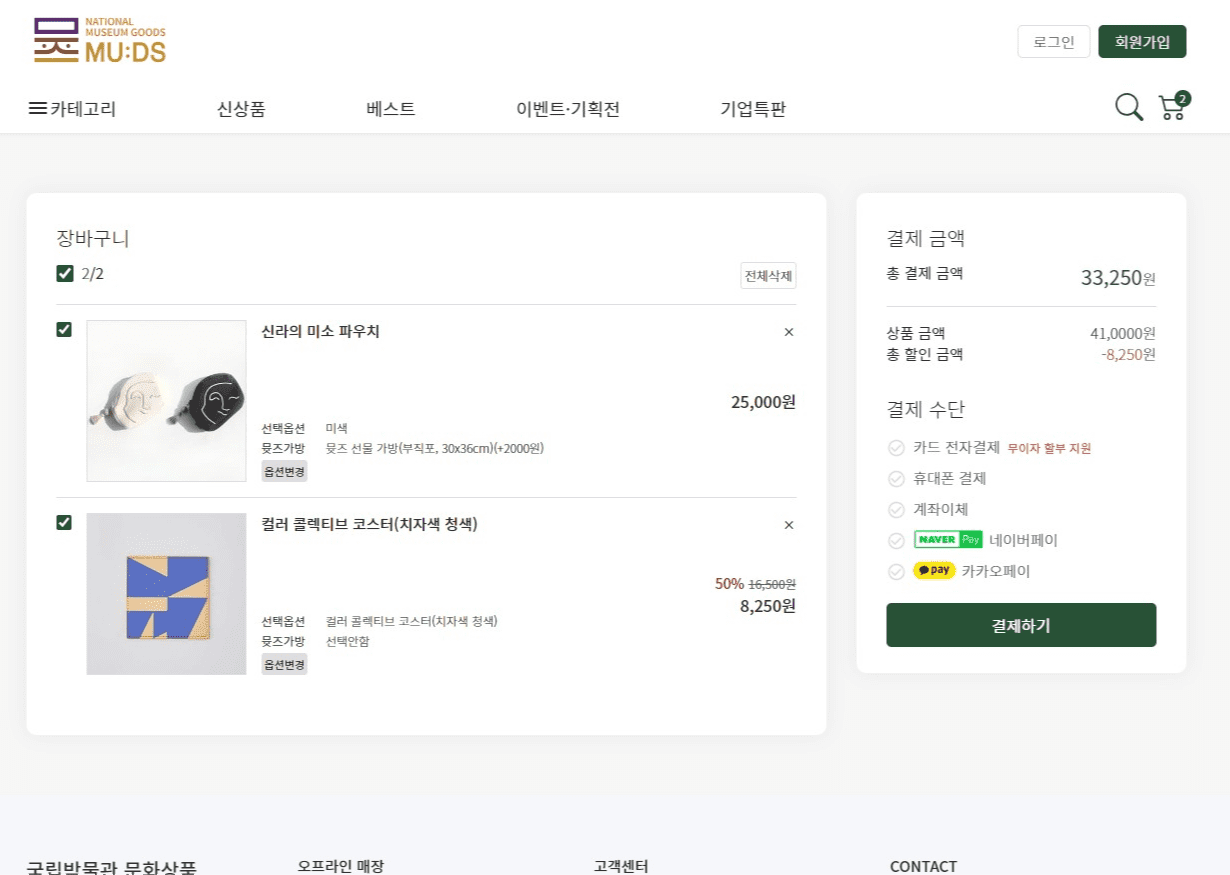 NATIONAL
MUSEUM GOODS
MU:DS
로그인
회원가입
카테고리
신상품
베스트
이벤트·기획전
기업특판
2
장바구니
2/2
전체삭제
신라의 미소 파우치
×
25,000원
선택옵션 미색
뮷즈가방 뮷즈 선물 가방(부직포, 30x36cm)(+2000원)
옵션변경
컬러 콜렉티브 코스터(치자색 청색)
×
50% 16,500원
8,250원
선택옵션 컬러 콜렉티브 코스터(치자색 청색)
뮷즈가방 선택안함
옵션변경
결제 금액
총 결제 금액 33,250원
상품 금액 41,0000원
총 할인 금액 -8,250원
결제 수단
카드 전자결제 무이자 할부 지원
휴대폰 결제
계좌이체
NAVER Pay 네이버페이
pay 카카오페이
결제하기
국립박물관 문화상품
오프라인 매장
고객센터
CONTACT